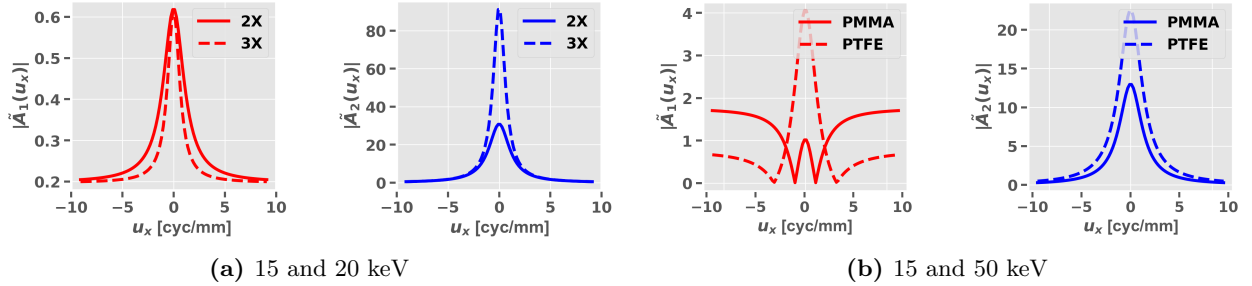 |Ã₁(uₓ)|
0.6
0.5
0.4
0.3
0.2
2X
3X
−10 −5 0 5 10
uₓ [cyc/mm]
|Ã₂(uₓ)|
80
60
40
20
0
2X
3X
−10 −5 0 5 10
uₓ [cyc/mm]
(a) 15 and 20 keV
|Ã₁(uₓ)|
4
3
2
1
0
PMMA
PTFE
−10 −5 0 5 10
uₓ [cyc/mm]
|Ã₂(uₓ)|
20
15
10
5
0
PMMA
PTFE
−10 −5 0 5 10
uₓ [cyc/mm]
(b) 15 and 50 keV